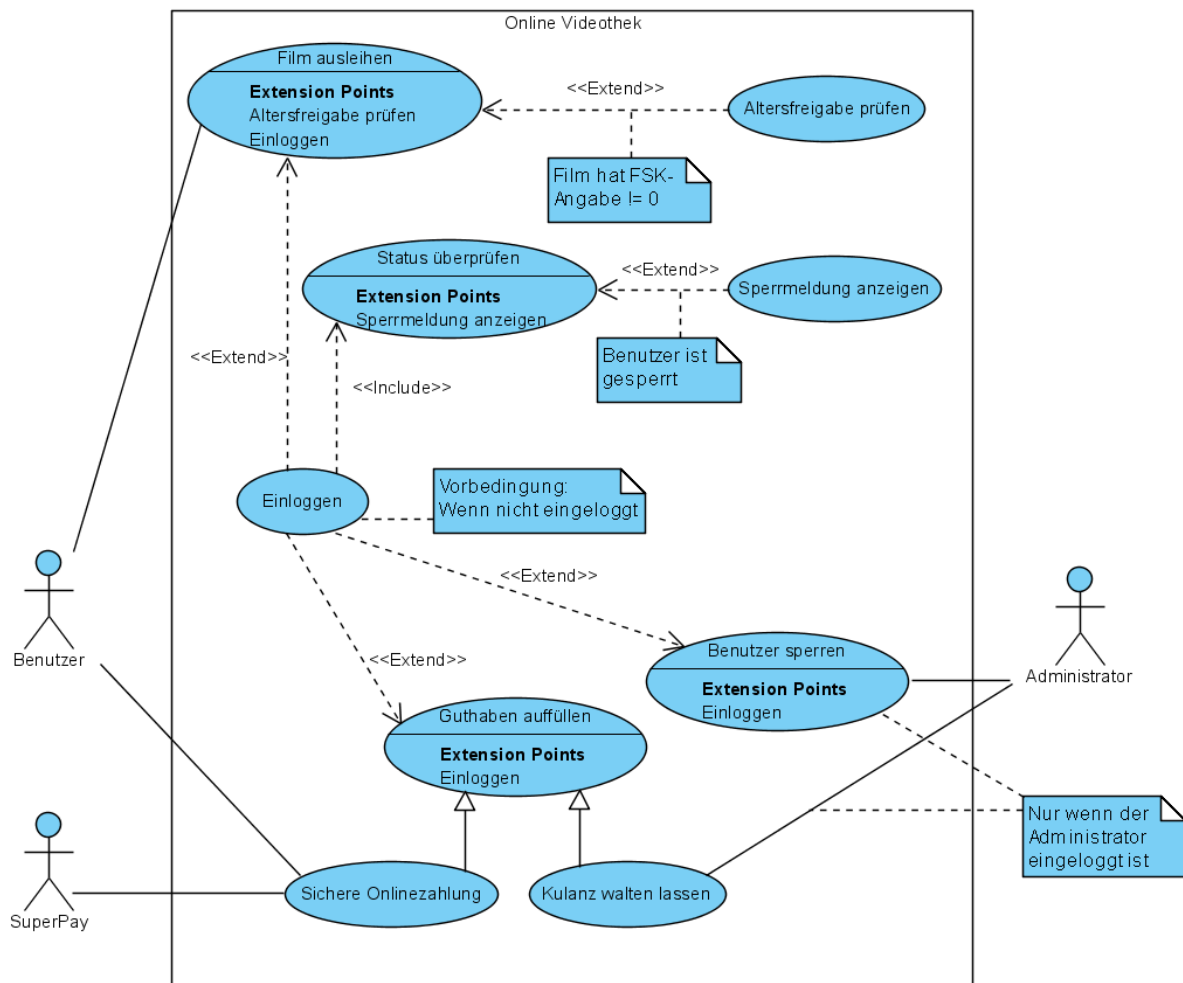 Online Videothek
Film ausleihen
Extension Points
Altersfreigabe prüfen
Einloggen
<<Extend>>
Altersfreigabe prüfen
Film hat FSK-
Angabe != 0
Status überprüfen
Extension Points
Sperrmeldung anzeigen
<<Extend>>
Sperrmeldung anzeigen
Benutzer ist
gesperrt
<<Extend>>
<<Include>>
Einloggen
Vorbedingung:
Wenn nicht eingeloggt
<<Extend>>
<<Extend>>
Benutzer
Benutzer sperren
Extension Points
Einloggen
Administrator
Guthaben auffüllen
Extension Points
Einloggen
Nur wenn der
Administrator
eingeloggt ist
Sichere Onlinezahlung
Kulanz walten lassen
SuperPay